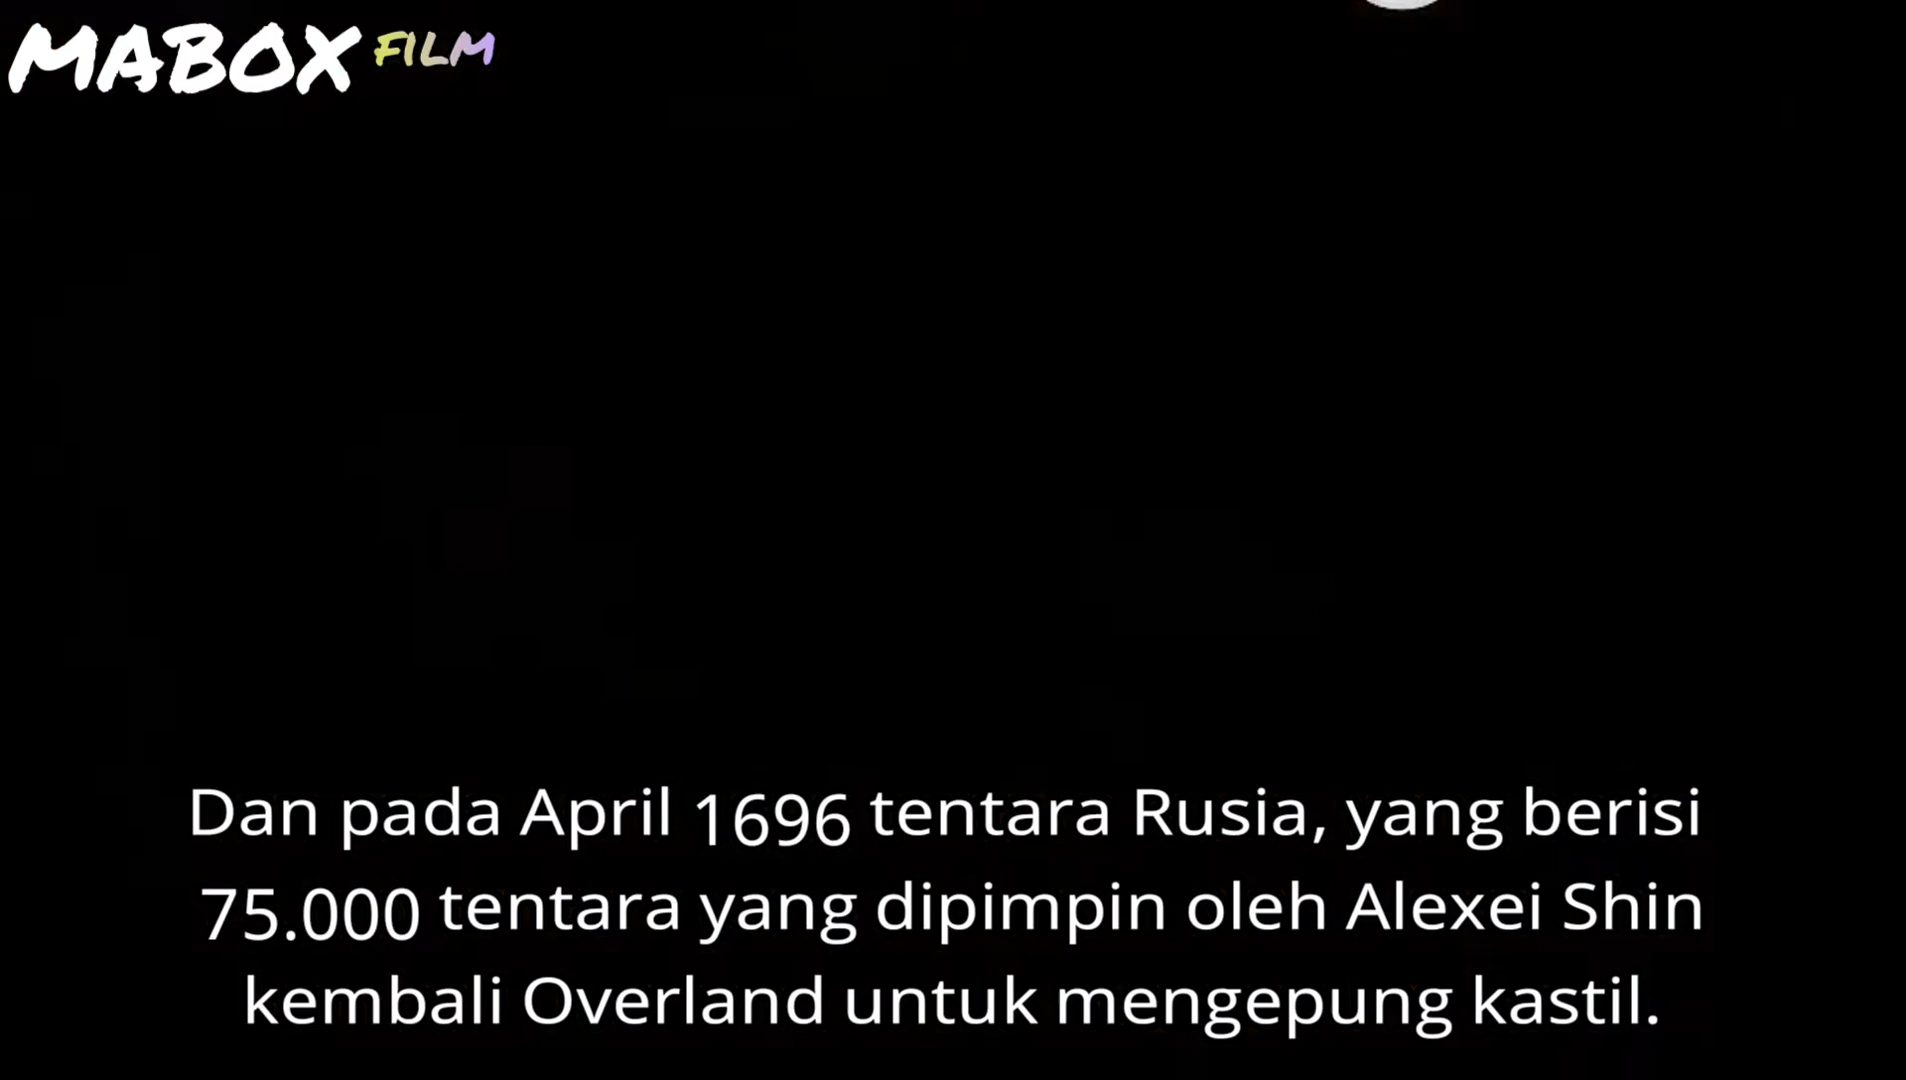 MABOX FILM
Dan pada April 1696 tentara Rusia, yang berisi
75.000 tentara yang dipimpin oleh Alexei Shin
kembali Overland untuk mengepung kastil.